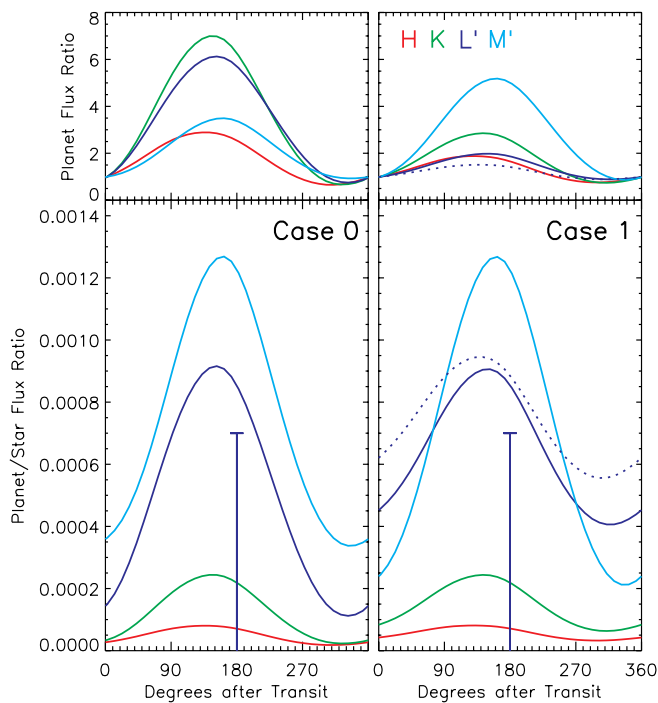 8
6
4
2
0
Planet Flux Ratio
H K L' M'
Case 0
Case 1
0.0014
0.0012
0.0010
0.0008
0.0006
0.0004
0.0002
0.0000
Planet/Star Flux Ratio
0 90 180 270
0 90 180 270 360
Degrees after Transit
Degrees after Transit